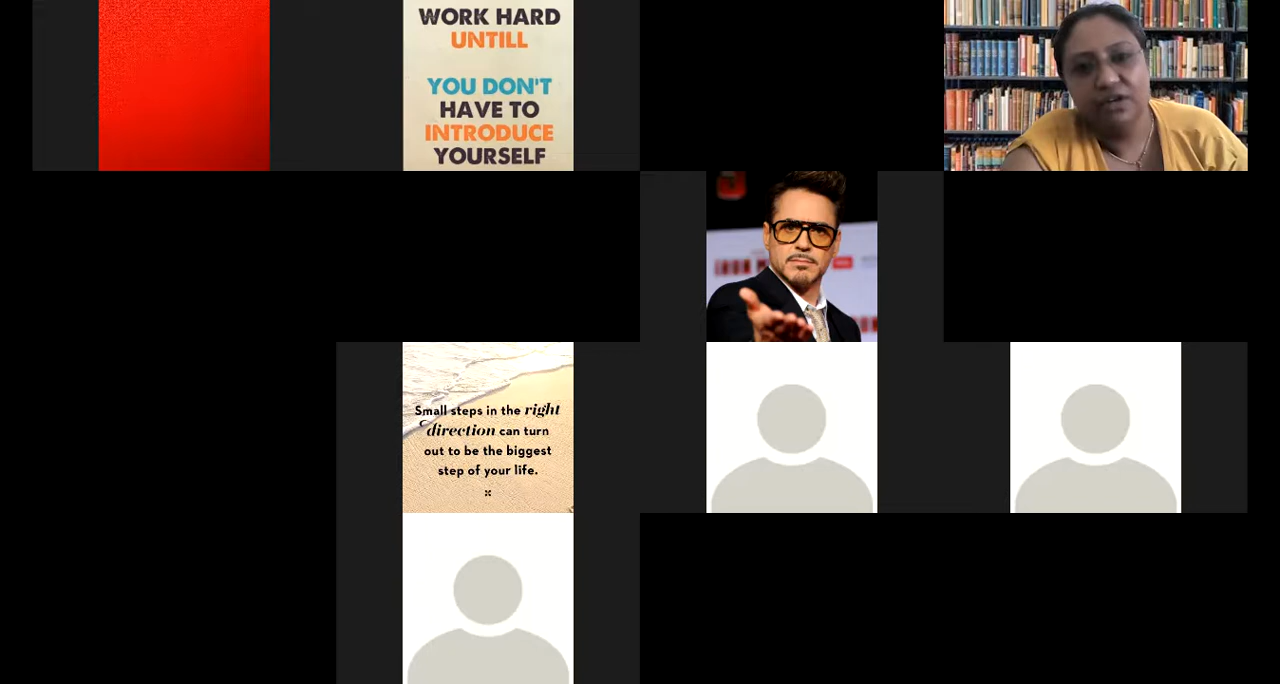 WORK HARD
UNTILL
YOU DON'T
HAVE TO
INTRODUCE
YOURSELF
Small steps in the right
direction can turn
out to be the biggest
step of your life.